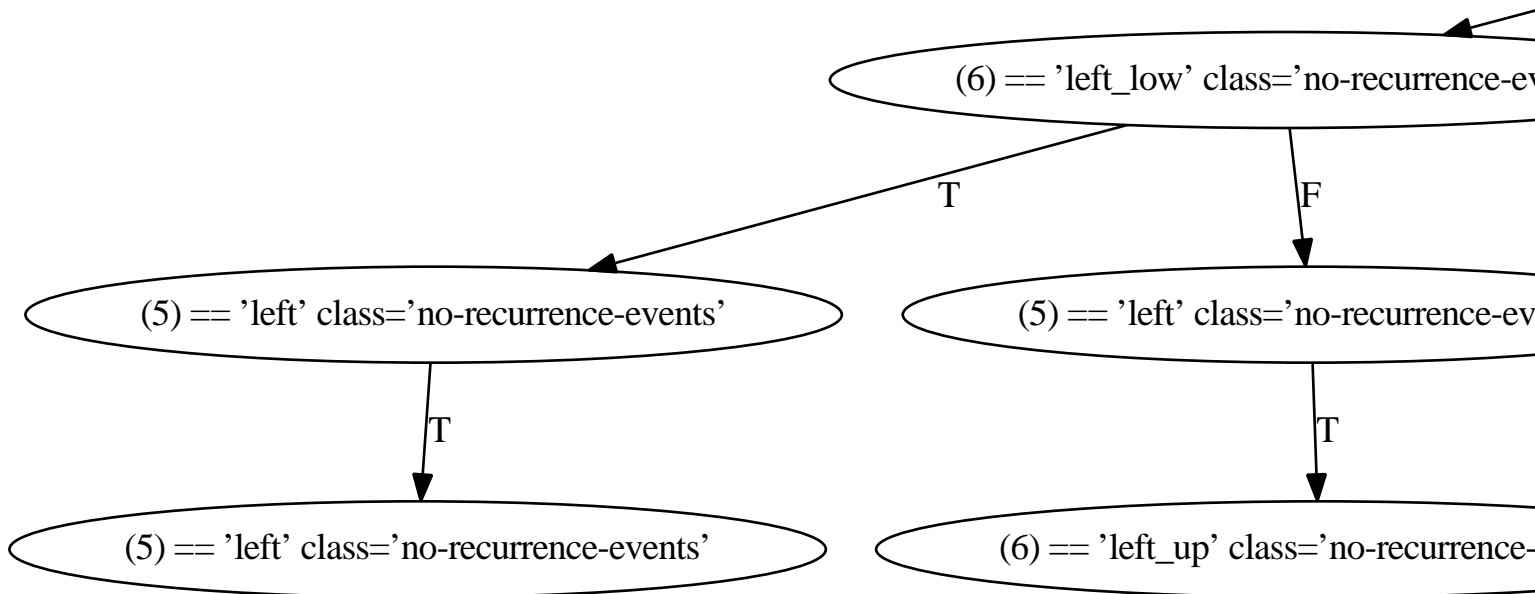 (6) == ’left_low’ class=’no-recurrence-ev
T
F
(5) == ’left’ class=’no-recurrence-events’
(5) == ’left’ class=’no-recurrence-ev
T
T
(5) == ’left’ class=’no-recurrence-events’
(6) == ’left_up’ class=’no-recurrence-